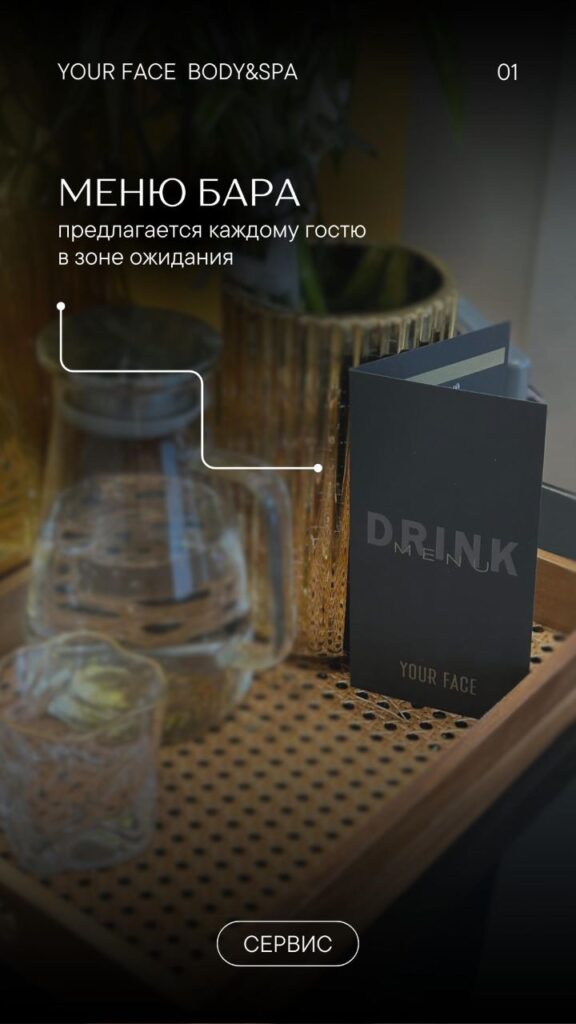 YOUR FACE BODY&SPA
01
МЕНЮ БАРА
предлагается каждому гостю
в зоне ожидания
DRINK
MENU
YOUR FACE
СЕРВИС